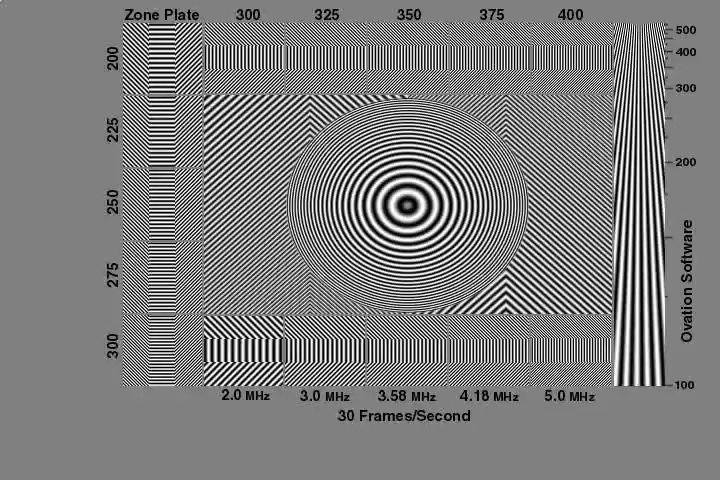 Zone Plate 300 325 350 375 400
500
400
300
200
100
200
225
250
275
300
Ovation Software
2.0 MHz 3.0 MHz 3.58 MHz 4.18 MHz 5.0 MHz
30 Frames/Second